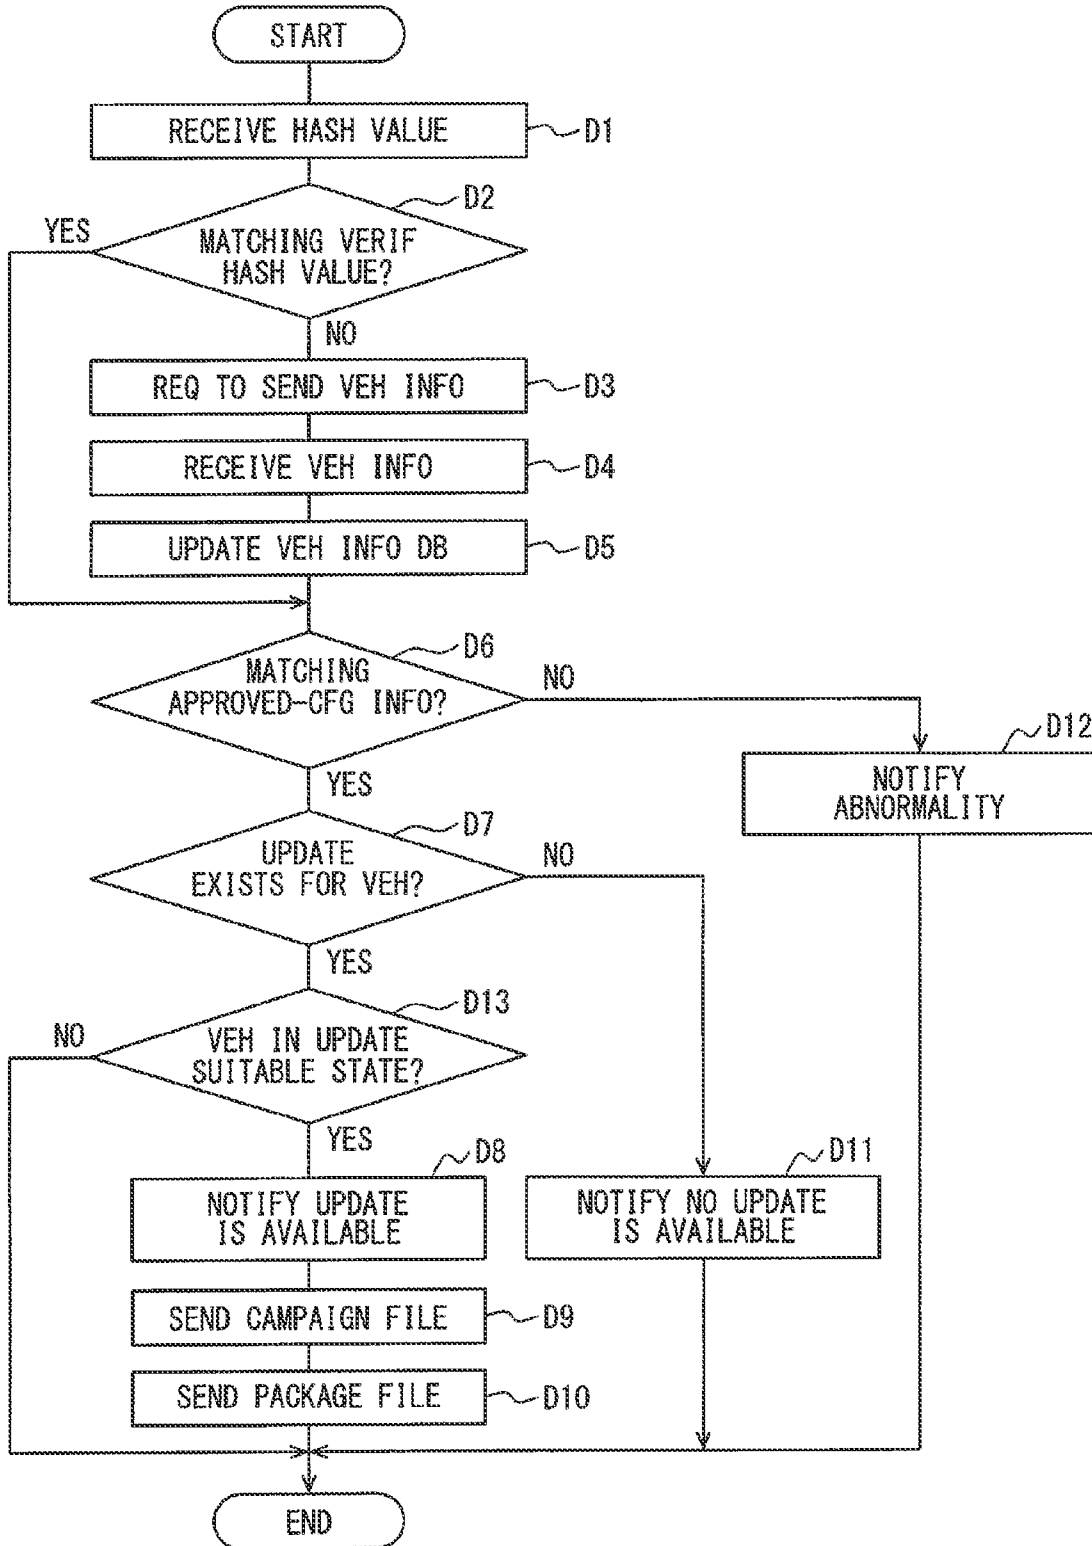 START
RECEIVE HASH VALUE
D1
D2
YES
MATCHING VERIF
HASH VALUE?
NO
REQ TO SEND VEH INFO
D3
RECEIVE VEH INFO
D4
UPDATE VEH INFO DB
D5
D6
MATCHING
APPROVED-CFG INFO?
NO
YES
D12
NOTIFY
ABNORMALITY
D7
UPDATE
EXISTS FOR VEH?
NO
YES
D13
NO
VEH IN UPDATE
SUITABLE STATE?
YES
D8
NOTIFY UPDATE
IS AVAILABLE
D11
NOTIFY NO UPDATE
IS AVAILABLE
SEND CAMPAIGN FILE
D9
SEND PACKAGE FILE
D10
END